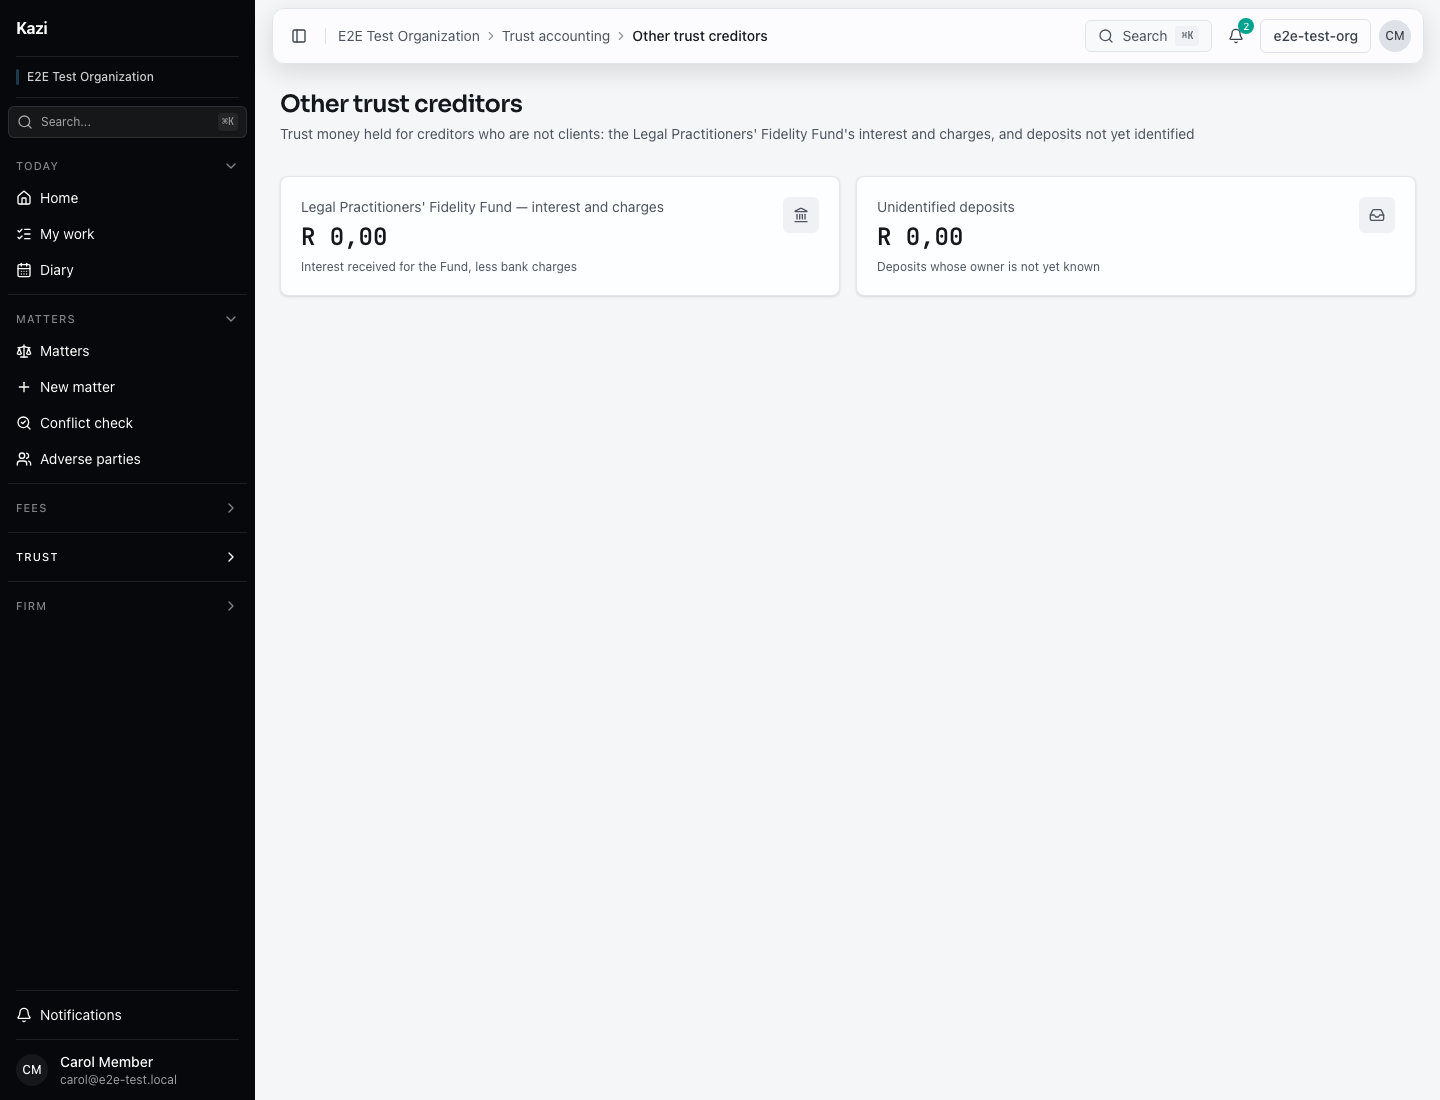 Kazi
E2E Test Organization
Search... ⌘K
TODAY
Home
My work
Diary
MATTERS
Matters
New matter
Conflict check
Adverse parties
FEES
TRUST
FIRM
Notifications
CM
Carol Member
carol@e2e-test.local
E2E Test Organization > Trust accounting > Other trust creditors
Search ⌘K
2
e2e-test-org
CM
Other trust creditors
Trust money held for creditors who are not clients: the Legal Practitioners' Fidelity Fund's interest and charges, and deposits not yet identified
Legal Practitioners' Fidelity Fund — interest and charges
R 0,00
Interest received for the Fund, less bank charges
Unidentified deposits
R 0,00
Deposits whose owner is not yet known